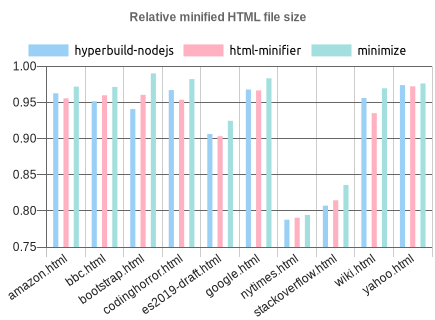 Relative minified HTML file size
hyperbuild-nodejs html-minifier minimize
1.00
0.95
0.90
0.85
0.80
0.75
amazon.html bbc.html bootstrap.html codinghorror.html es2019-draft.html google.html nytimes.html stackoverflow.html wiki.html yahoo.html